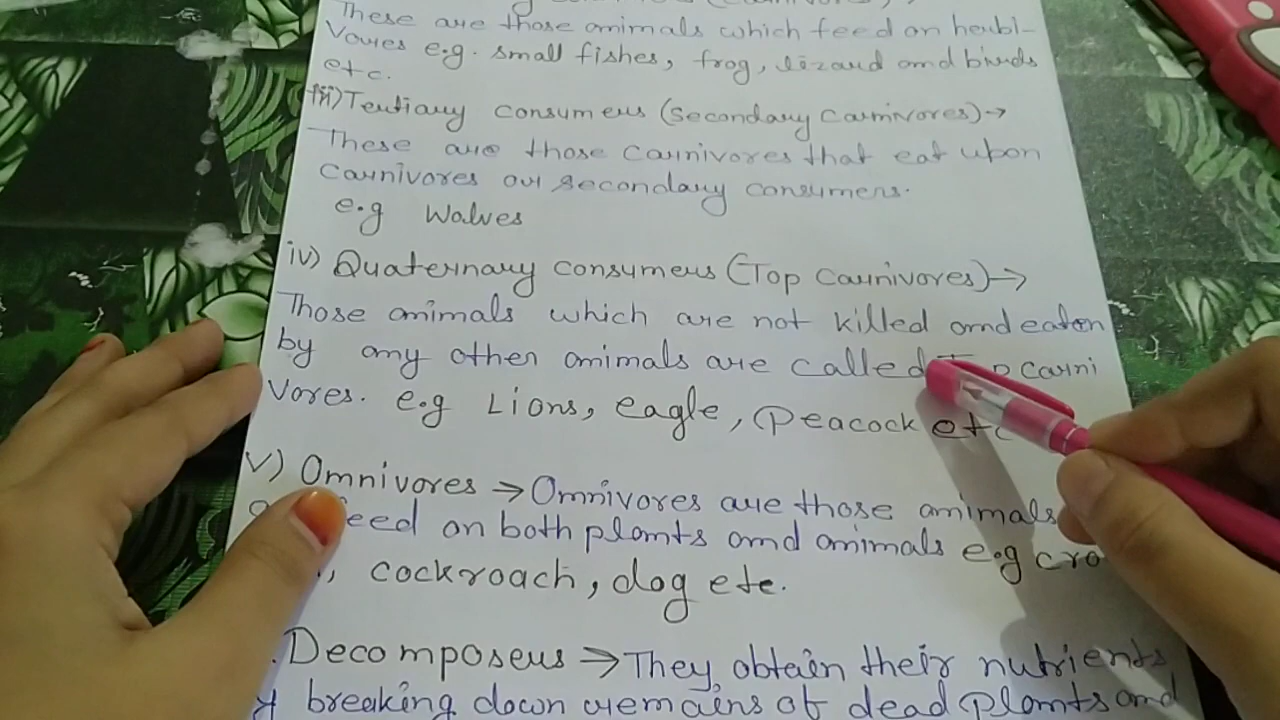 These are those animals which feed on herbi-
vores e.g. small fishes, frog, lizard and birds
etc.
iii) Tertiary consumers (Secondary Carnivores)→
These are those carnivores that eat upon
carnivores or secondary consumers.
e.g Wolves
iv) Quaternary consumers (Top Carnivores)→
Those animals which are not killed and eaten
by any other animals are called carni
vores. e.g Lions, eagle, Peacock etc
v) Omnivores → Omnivores are those animals
feed on both plants and animals e.g
, cockroach, dog etc.
Decomposers → They obtain their nutrients
breaking down remains of dead plants and